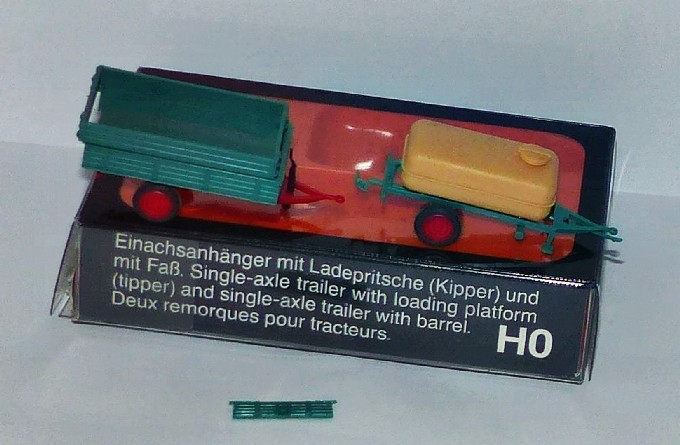 Einachsanhänger mit Ladepritsche (Kipper) und
mit Faß. Single-axle trailer with loading platform
(tipper) and single-axle trailer with barrel.
Deux remorques pour tracteurs.
H0